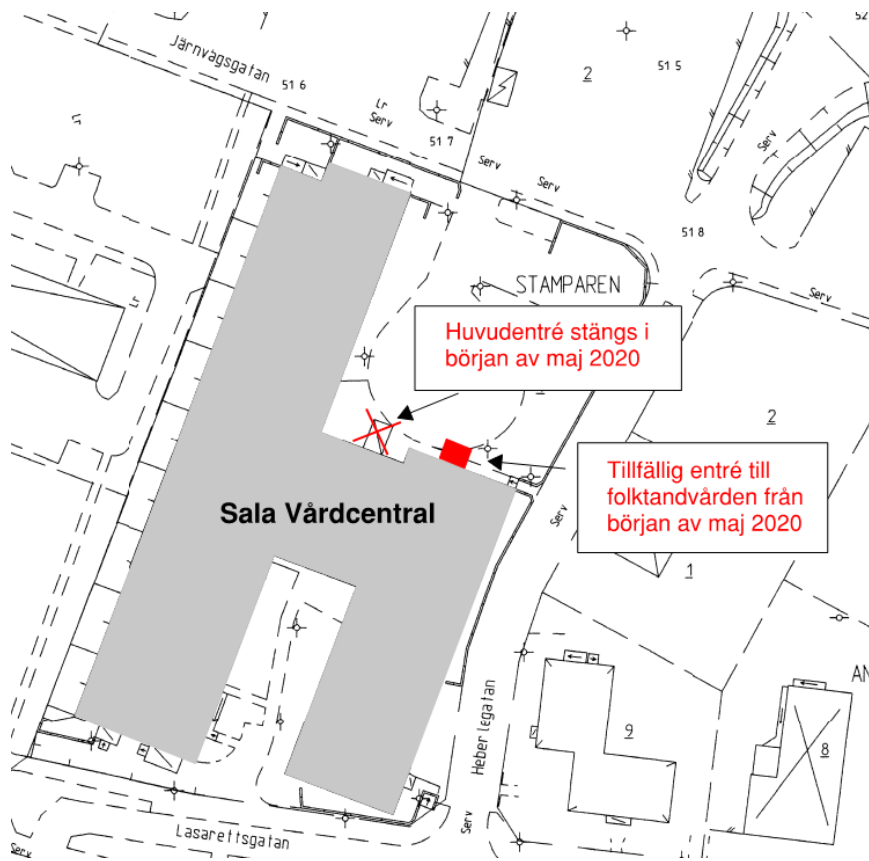 52
Järnvägsgatan
51 6
2
51 5
Lr
Serv
51 7
Serv
Serv
Serv
51 8
STAMPAREN
Serv
Huvudentré stängs i
början av maj 2020
2
Tillfällig entré till
folktandvården från
början av maj 2020
Sala Vårdcentral
Serv
1
AN
Heberlegatan
9
8
Serv
Lasarettsgatan